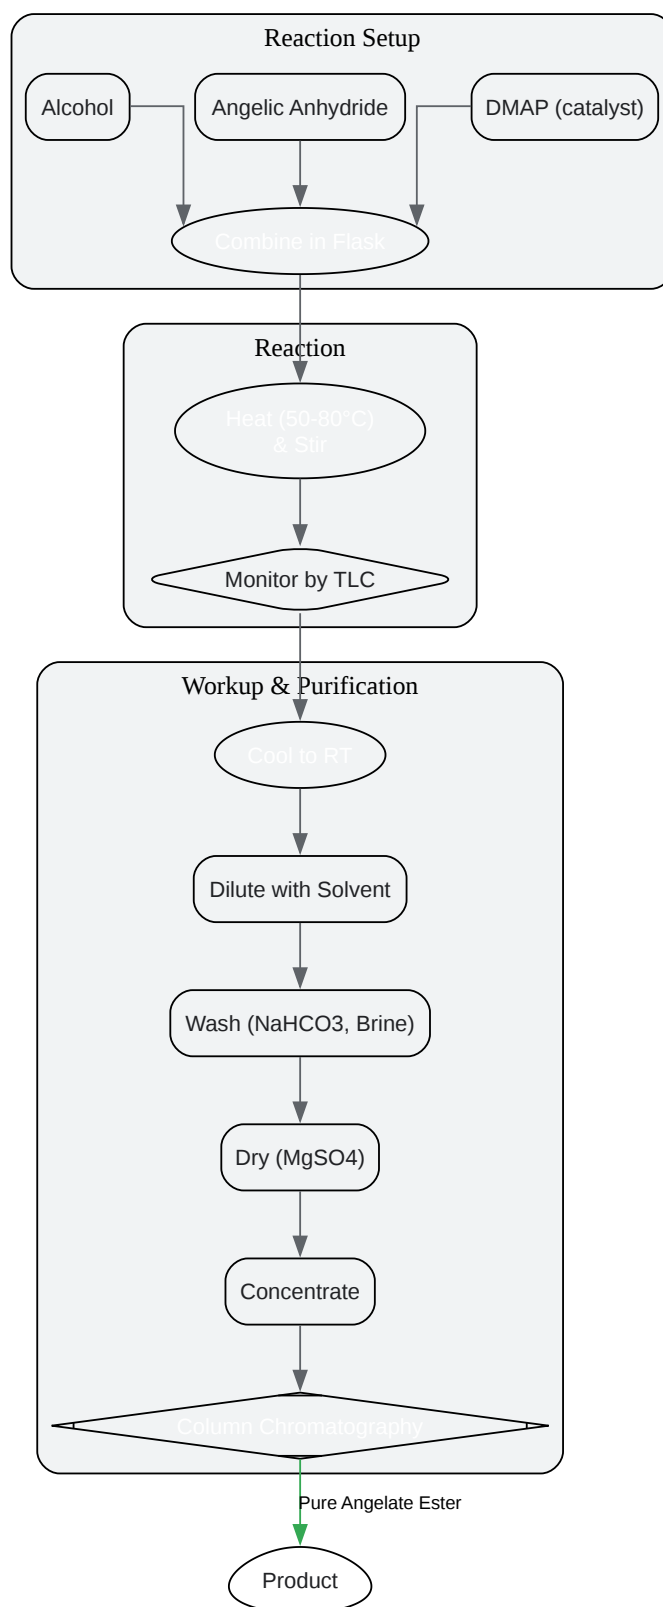 Reaction Setup
Alcohol
Angelic Anhydride
DMAP (catalyst)
Combine in Flask
Reaction
Heat (50-80°C)
& Stir
Monitor by TLC
Workup & Purification
Cool to RT
Dilute with Solvent
Wash (NaHCO3, Brine)
Dry (MgSO4)
Concentrate
Column Chromatography
Pure Angelate Ester
Product